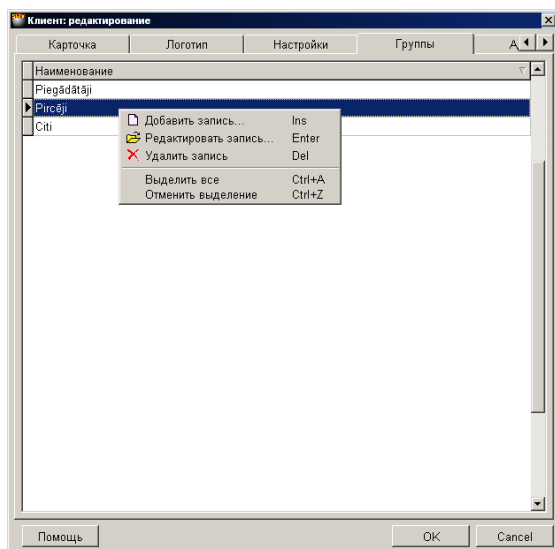 Клиент: редактирование
Карточка Логотип Настройки Группы А
Наименование
Piegādātāji
Pircēji
Citi
Добавить запись... Ins
Редактировать запись... Enter
Удалить запись Del
Выделить все Ctrl+A
Отменить выделение Ctrl+Z
Помощь OK Cancel